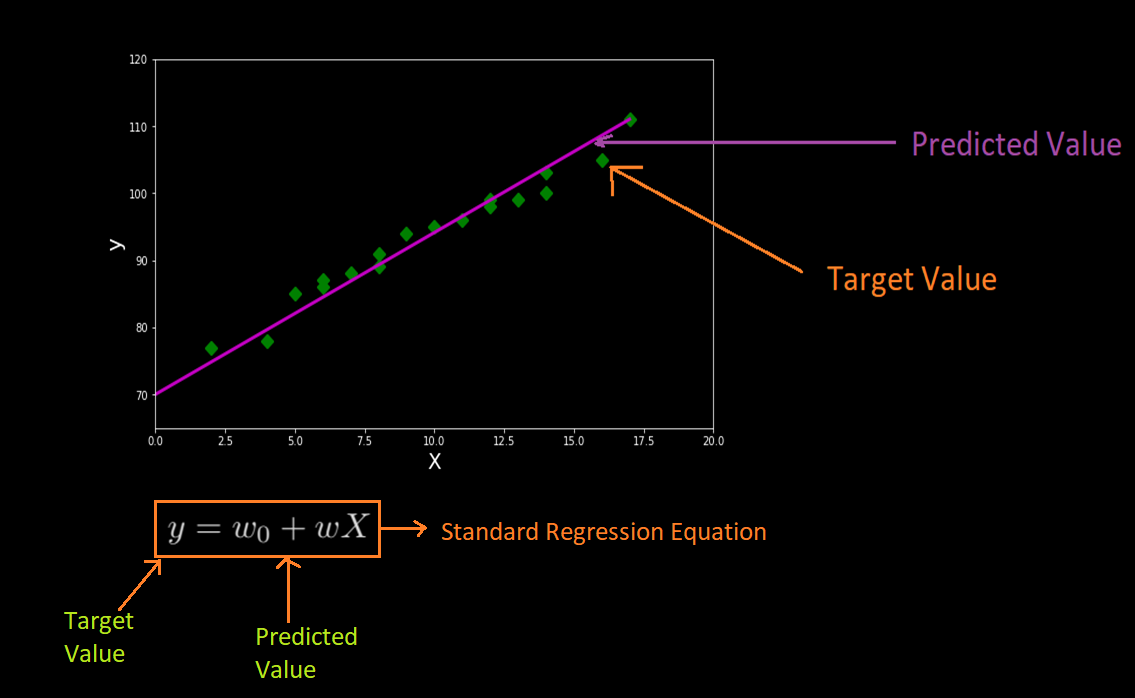 120
110
Predicted Value
100
y
90
Target Value
80
70
0.0 2.5 5.0 7.5 10.0 12.5 15.0 17.5 20.0
X
y = w₀ + wX
Standard Regression Equation
Target
Value
Predicted
Value